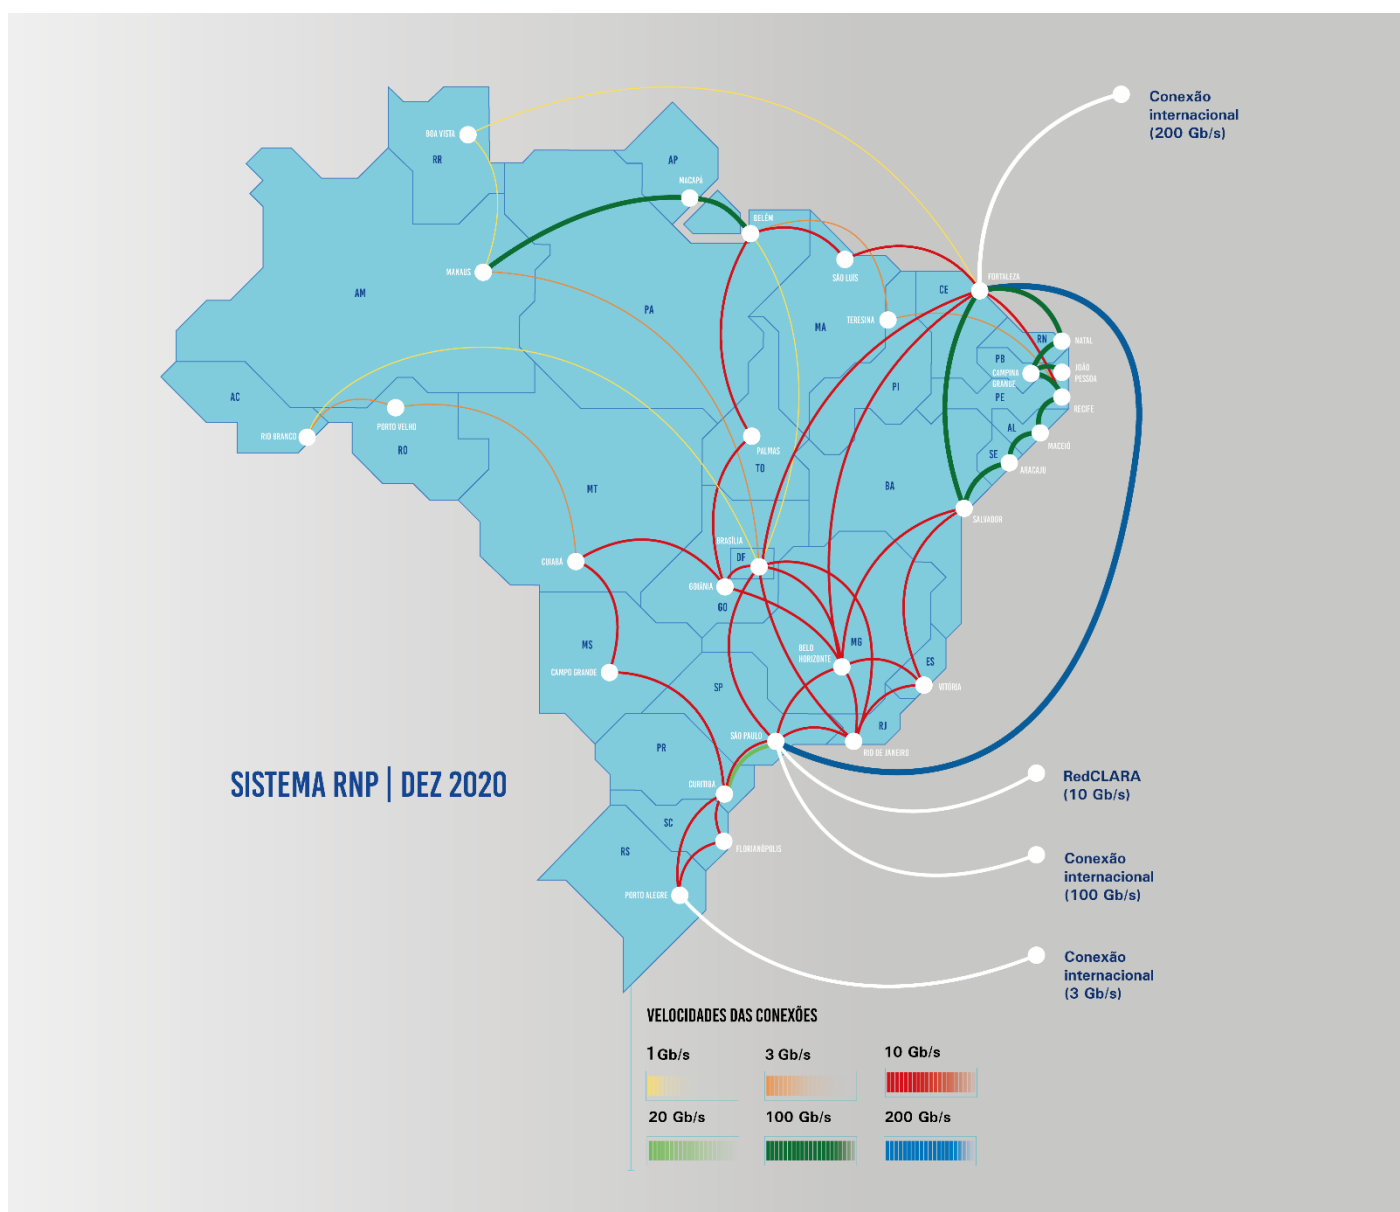 Conexão
internacional
(200 Gb/s)
BOA VISTA
RR
AP
MACAPÁ
BELÉM
MANAUS
SÃO LUÍS
FORTALEZA
AM
CE
PA
TERESINA
MA
RN
NATAL
PB
CAMPINA
GRANDE
JOÃO
PESSOA
PI
AC
PE
RECIFE
PORTO VELHO
AL
RIO BRANCO
MACEIÓ
RO
PALMAS
SE
TO
ARACAJU
MT
BA
SALVADOR
BRASÍLIA
CUIABÁ
DF
GOIÂNIA
GO
MS
BELO
HORIZONTE
MG
ES
CAMPO GRANDE
SP
VITÓRIA
RJ
SÃO PAULO
PR
RIO DE JANEIRO
SISTEMA RNP | DEZ 2020
CURITIBA
RedCLARA
(10 Gb/s)
SC
RS
FLORIANÓPOLIS
Conexão
internacional
(100 Gb/s)
PORTO ALEGRE
Conexão
internacional
(3 Gb/s)
VELOCIDADES DAS CONEXÕES
1 Gb/s
3 Gb/s
10 Gb/s
20 Gb/s
100 Gb/s
200 Gb/s